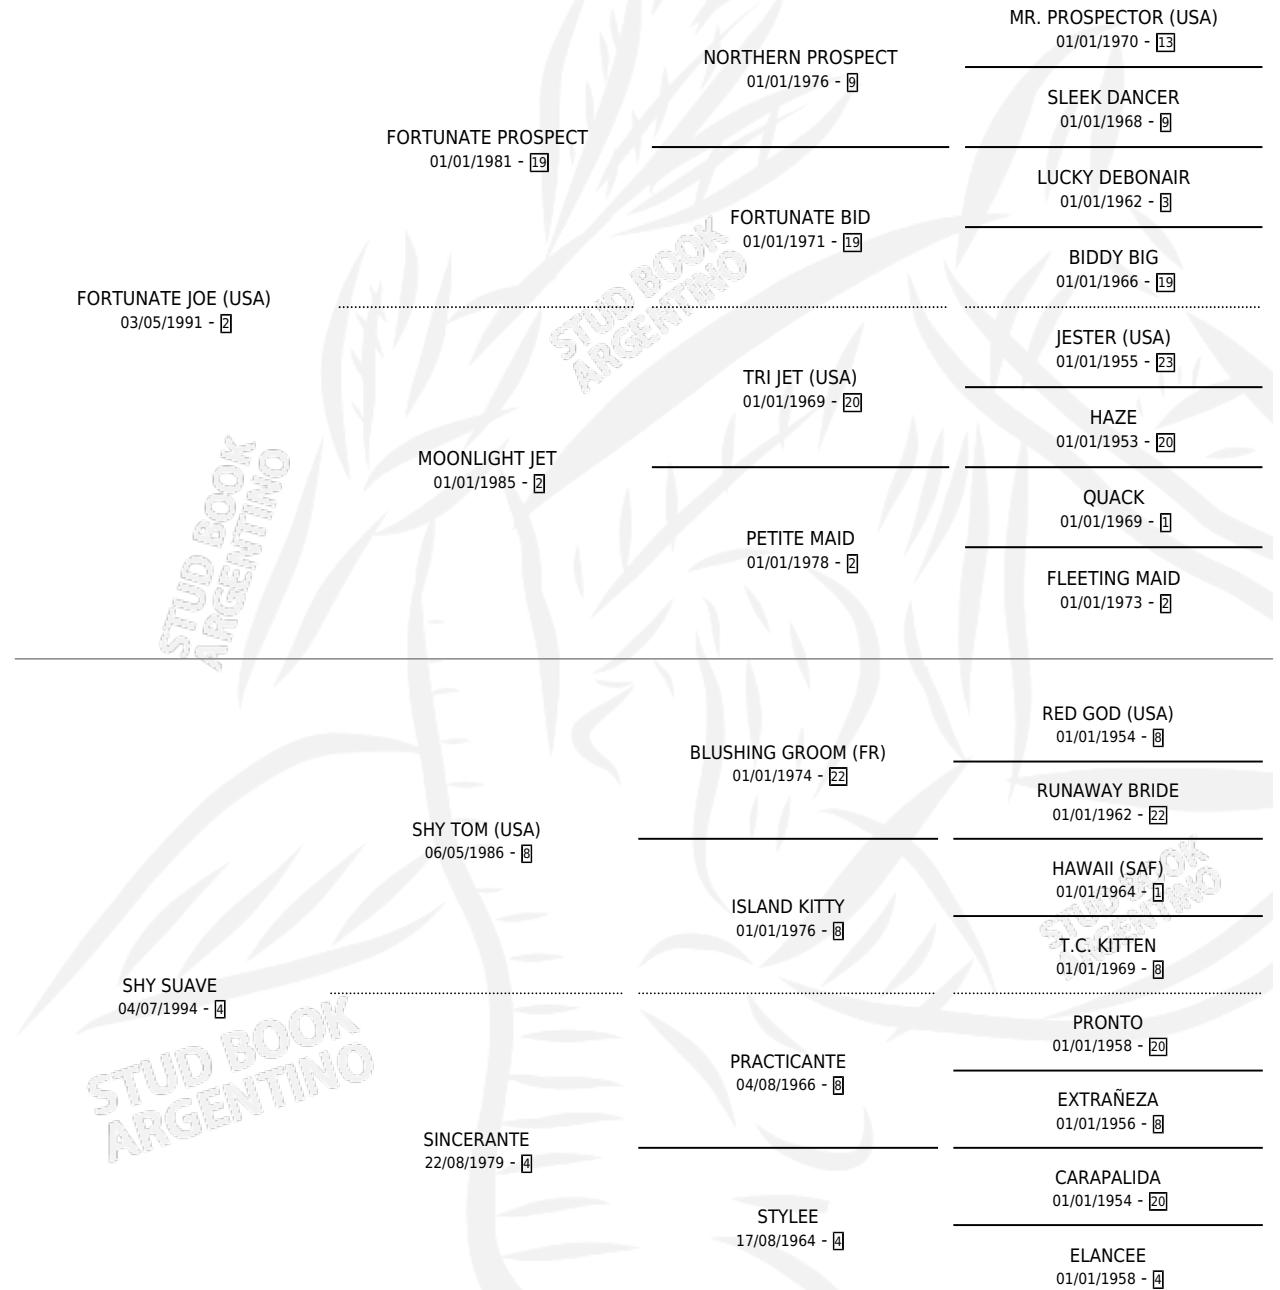 MR. PROSPECTOR (USA)
01/01/1970 - 13
NORTHERN PROSPECT
01/01/1976 - 9
SLEEK DANCER
01/01/1968 - 9
FORTUNATE PROSPECT
01/01/1981 - 19
LUCKY DEBONAIR
01/01/1962 - 3
FORTUNATE BID
01/01/1971 - 19
BIDDY BIG
01/01/1966 - 19
FORTUNATE JOE (USA)
03/05/1991 - 2
STUD BOOK
ARGENTINO
JESTER (USA)
01/01/1955 - 23
TRI JET (USA)
01/01/1969 - 20
HAZE
01/01/1953 - 20
MOONLIGHT JET
01/01/1985 - 2
QUACK
01/01/1969 - 1
PETITE MAID
01/01/1978 - 2
FLEETING MAID
01/01/1973 - 2
STUD BOOK
ARGENTINO
RED GOD (USA)
01/01/1954 - 8
BLUSHING GROOM (FR)
01/01/1974 - 22
RUNAWAY BRIDE
01/01/1962 - 22
SHY TOM (USA)
06/05/1986 - 8
HAWAII (SAF)
01/01/1964 - 1
ISLAND KITTY
01/01/1976 - 8
STUD BOOK
ARGENTINO
T.C. KITTEN
01/01/1969 - 8
SHY SUAVE
04/07/1994 - 4
PRONTO
01/01/1958 - 20
PRACTICANTE
04/08/1966 - 8
EXTRAÑEZA
01/01/1956 - 8
STUD BOOK
ARGENTINO
SINCERANTE
22/08/1979 - 4
CARAPALIDA
01/01/1954 - 20
STYLEE
17/08/1964 - 4
ELANCEE
01/01/1958 - 4